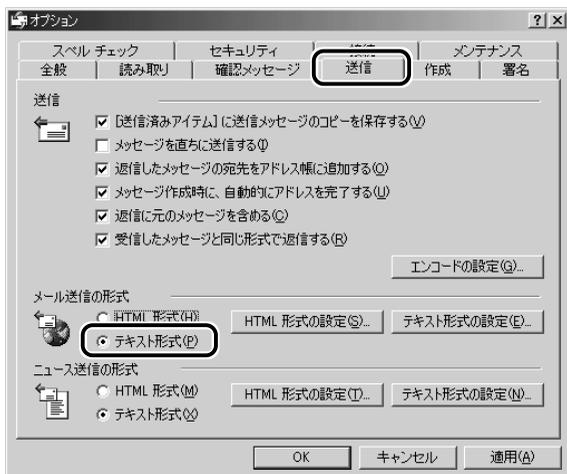 オプション
スペル チェック セキュリティ 接続 メンテナンス
全般 読み取り 確認メッセージ 送信 作成 署名
送信
[送信済みアイテム] に送信メッセージのコピーを保存する(V)
メッセージを直ちに送信する(I)
返信したメッセージの宛先をアドレス帳に追加する(O)
メッセージ作成時に、自動的にアドレスを完了する(U)
返信に元のメッセージを含める(C)
受信したメッセージと同じ形式で返信する(R)
エンコードの設定(G)...
メール送信の形式
HTML 形式(H) HTML 形式の設定(S)... テキスト形式の設定(E)...
テキスト形式(P)
ニュース送信の形式
HTML 形式(M) HTML 形式の設定(T)... テキスト形式の設定(N)...
テキスト形式(X)
OK キャンセル 適用(A)